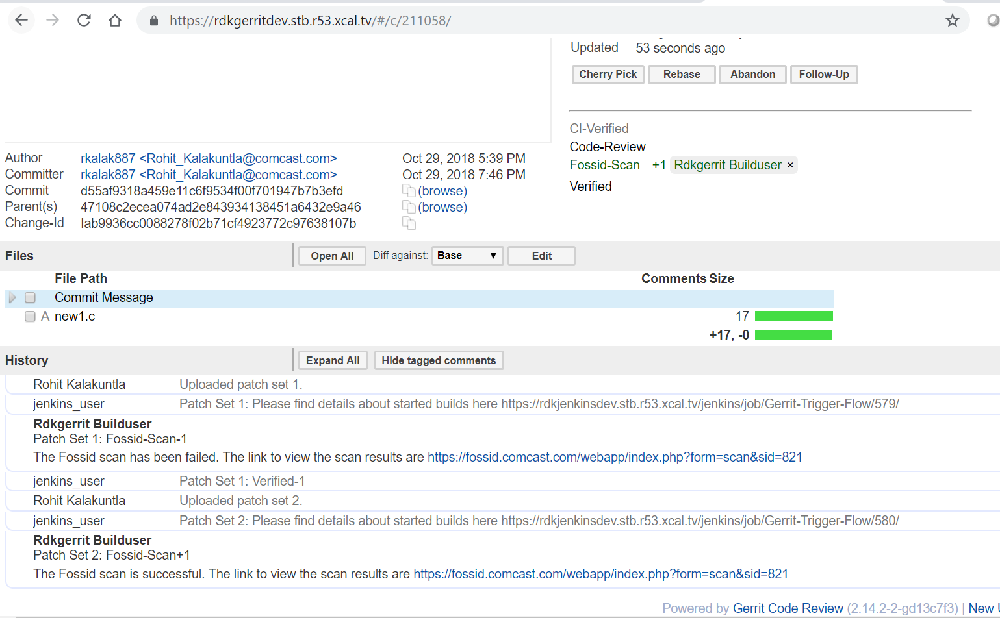 https://rdkgerritdev.stb.r53.xcal.tv/#/c/211058/
Updated 53 seconds ago
Cherry Pick Rebase Abandon Follow-Up
CI-Verified
Code-Review
Fossid-Scan +1 Rdkgerrit Builduser ×
Verified
Author rkalak887 <Rohit_Kalakuntla@comcast.com> Oct 29, 2018 5:39 PM
Committer rkalak887 <Rohit_Kalakuntla@comcast.com> Oct 29, 2018 7:46 PM
Commit d55af9318a459e11c6f9534f00f701947b7b3efd (browse)
Parent(s) 47108c2ecea074ad2e843934138451a6432e9a46 (browse)
Change-Id Iab9936cc0088278f02b71cf4923772c97638107b
Files Open All Diff against: Base Edit
File Path Comments Size
Commit Message
A new1.c 17
+17, -0
History Expand All Hide tagged comments
Rohit Kalakuntla Uploaded patch set 1.
jenkins_user Patch Set 1: Please find details about started builds here https://rdkjenkinsdev.stb.r53.xcal.tv/jenkins/job/Gerrit-Trigger-Flow/579/
Rdkgerrit Builduser
Patch Set 1: Fossid-Scan-1
The Fossid scan has been failed. The link to view the scan results are https://fossid.comcast.com/webapp/index.php?form=scan&sid=821
jenkins_user Patch Set 1: Verified-1
Rohit Kalakuntla Uploaded patch set 2.
jenkins_user Patch Set 2: Please find details about started builds here https://rdkjenkinsdev.stb.r53.xcal.tv/jenkins/job/Gerrit-Trigger-Flow/580/
Rdkgerrit Builduser
Patch Set 2: Fossid-Scan+1
The Fossid scan is successful. The link to view the scan results are https://fossid.comcast.com/webapp/index.php?form=scan&sid=821
Powered by Gerrit Code Review (2.14.2-2-gd13c7f3) | New